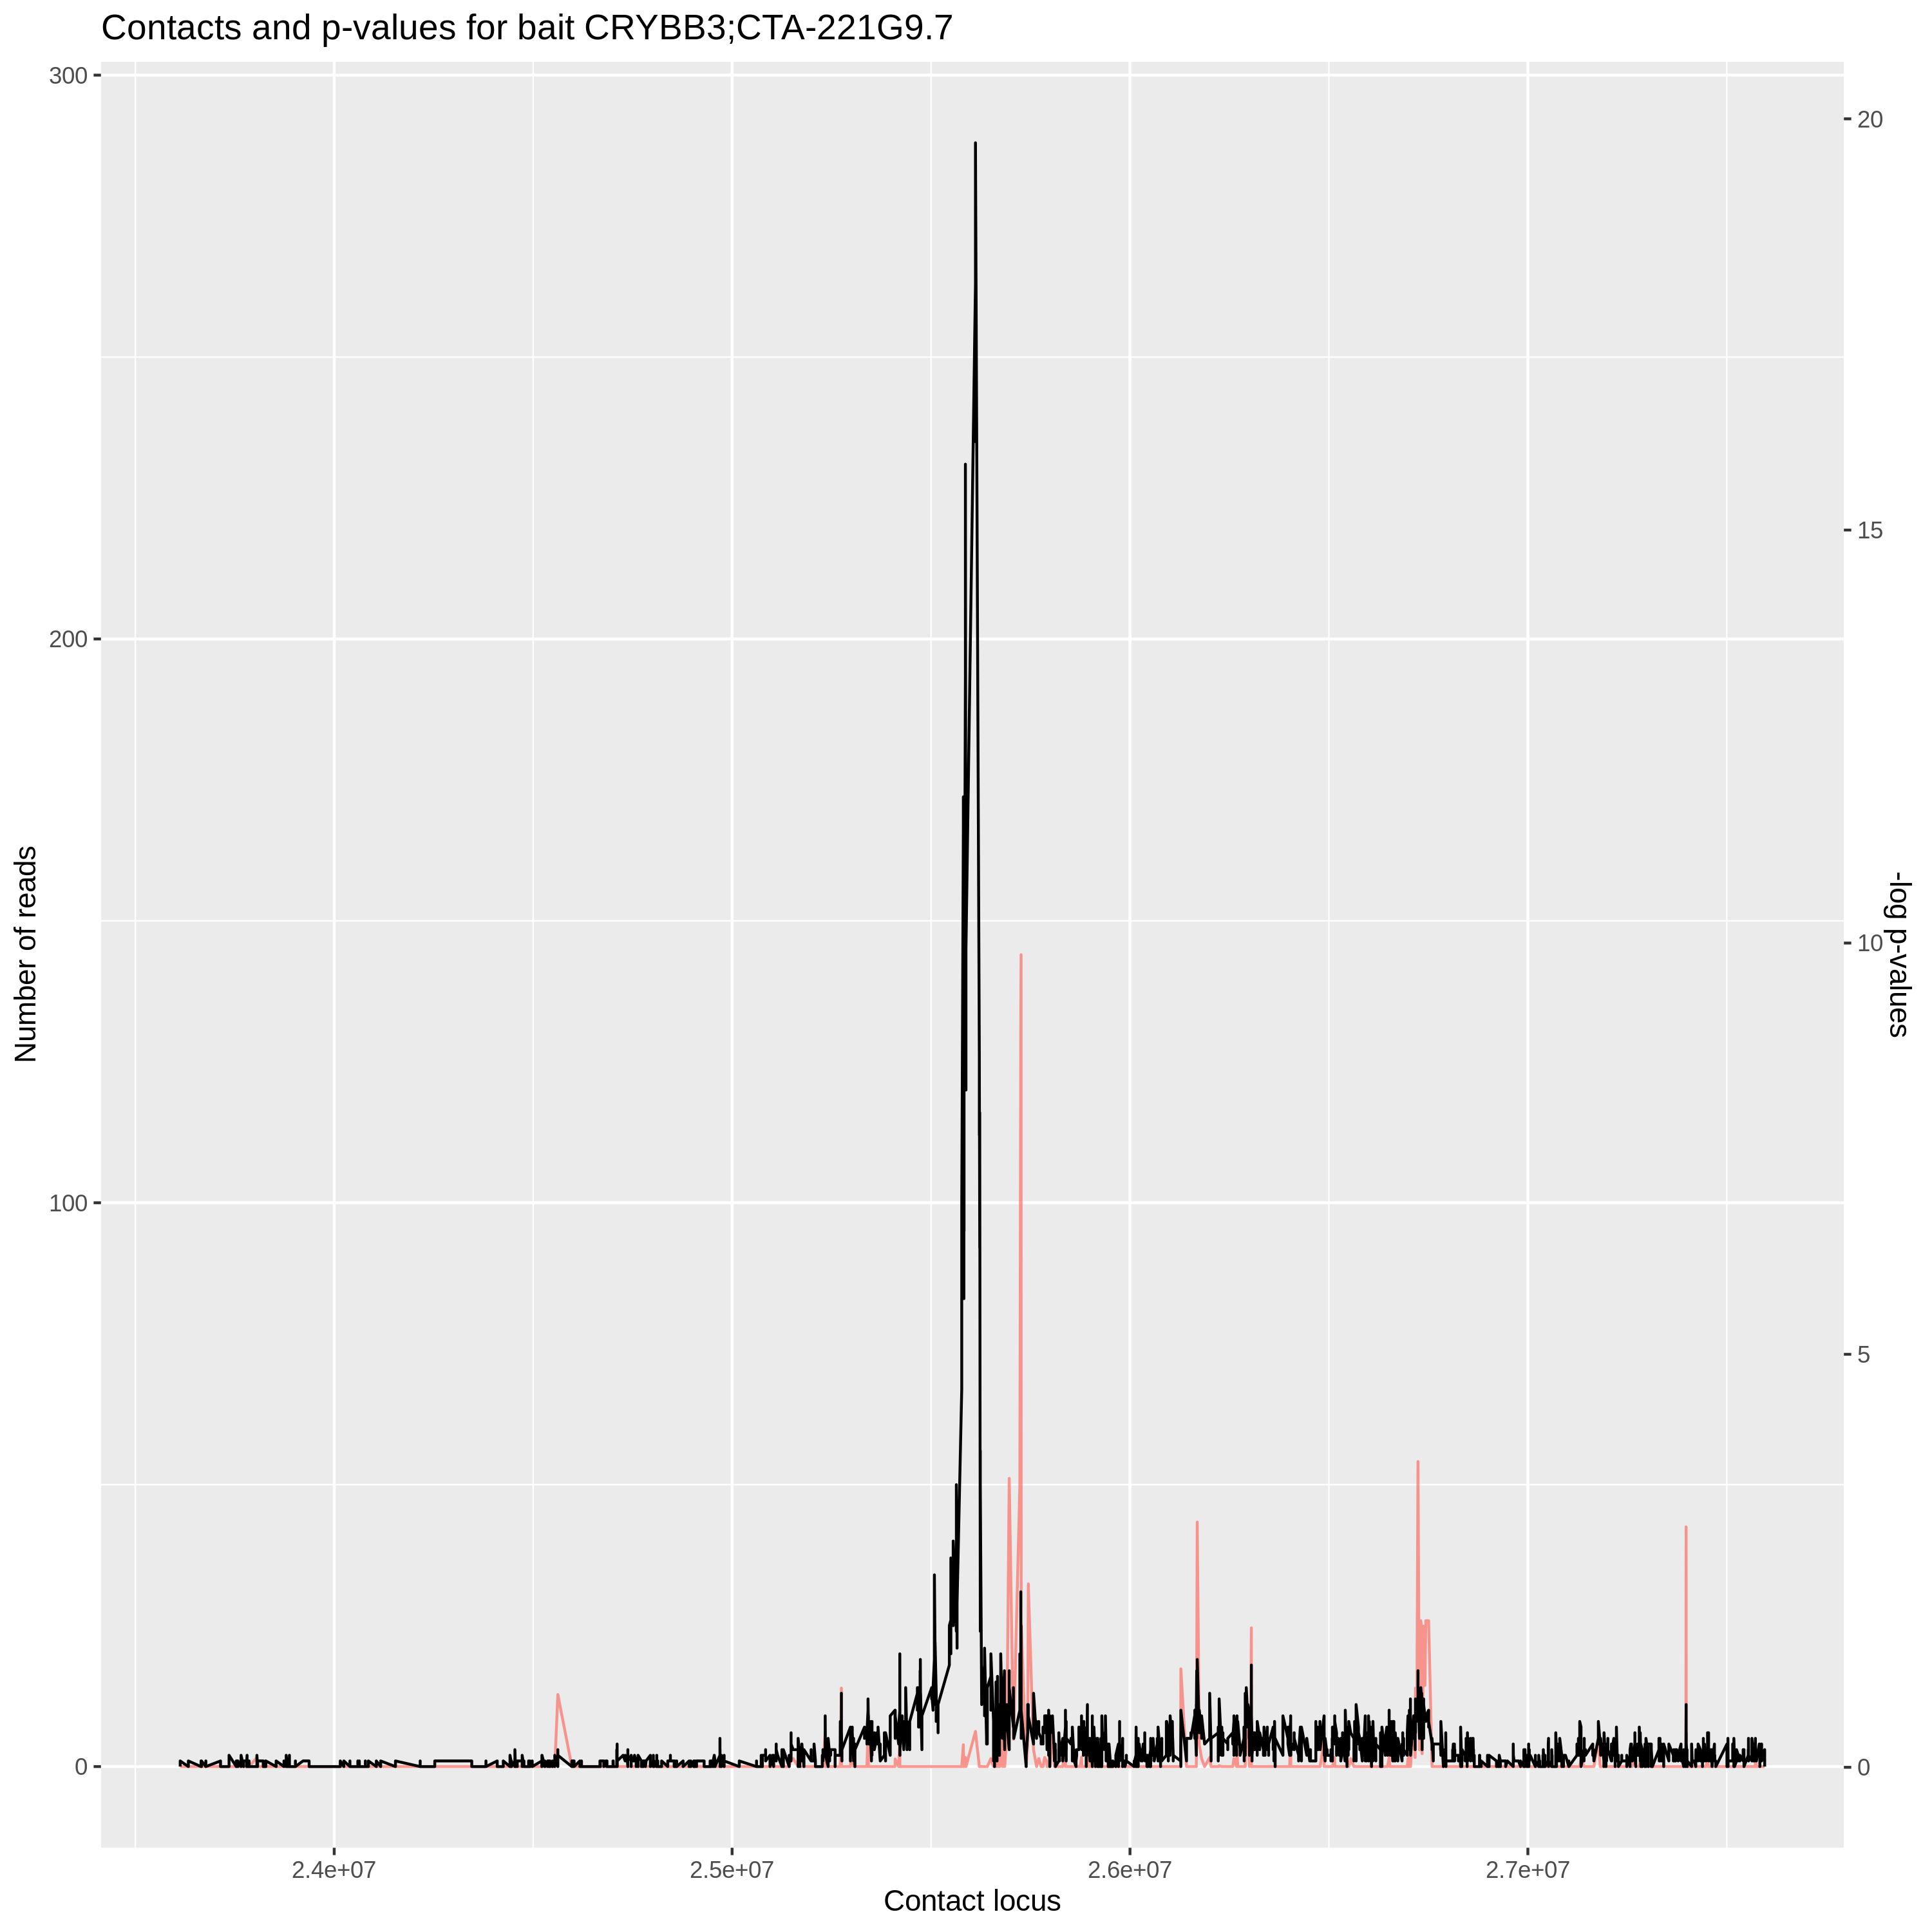 Contacts and p-values for bait CRYBB3;CTA-221G9.7
300
200
100
0
Number of reads
20
15
10
5
0
-log p-values
2.4e+07
2.5e+07
2.6e+07
2.7e+07
Contact locus